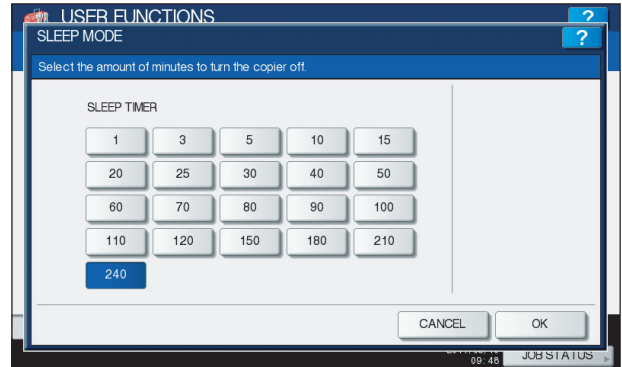 USER FUNCTIONS
?
SLEEP MODE
?
Select the amount of minutes to turn the copier off.
SLEEP TIMER
1 3 5 10 15
20 25 30 40 50
60 70 80 90 100
110 120 150 180 210
240
CANCEL OK
09:48 JOB STATUS